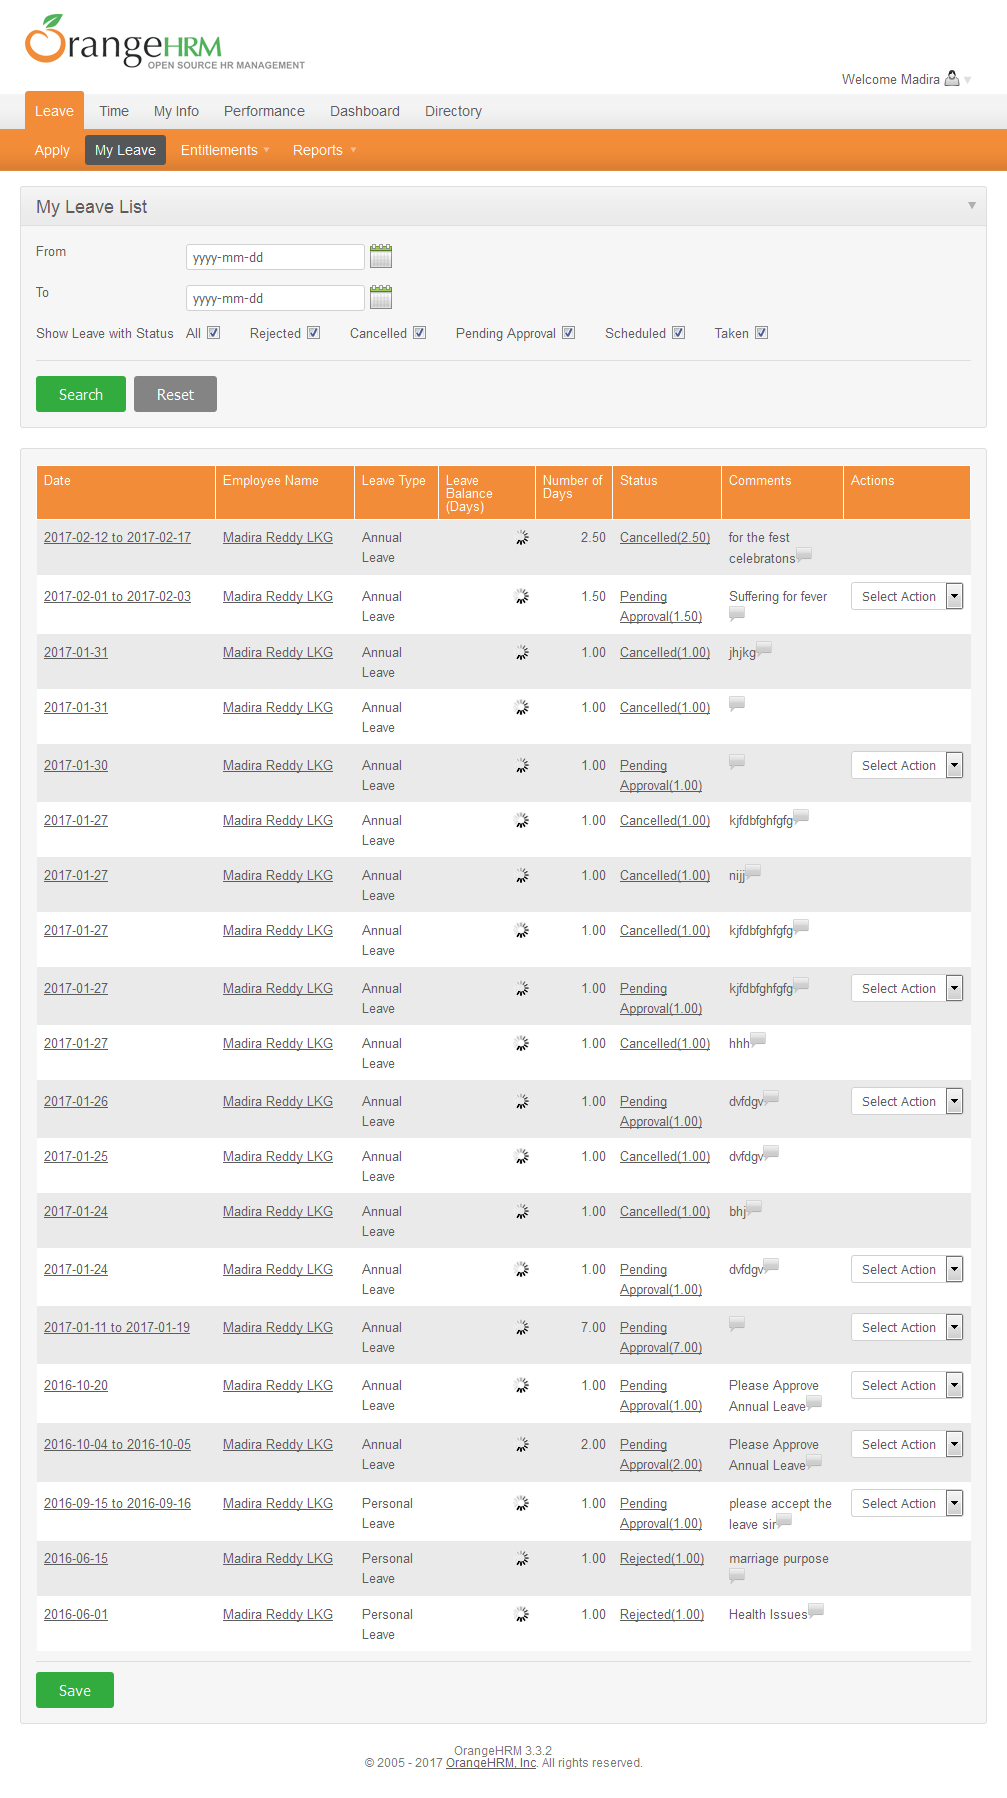 OrangeHRM
OPEN SOURCE HR MANAGEMENT
Welcome Madira
Leave Time My Info Performance Dashboard Directory
Apply My Leave Entitlements Reports
My Leave List
From yyyy-mm-dd
To yyyy-mm-dd
Show Leave with Status All Rejected Cancelled Pending Approval Scheduled Taken
Search Reset
Date Employee Name Leave Type Leave Number of Status Comments Actions
Balance Days
(Days)
2017-02-12 to 2017-02-17 Madira Reddy LKG Annual 2.50 Cancelled(2.50) for the fest
Leave celebratons
2017-02-01 to 2017-02-03 Madira Reddy LKG Annual 1.50 Pending Suffering for fever Select Action
Leave Approval(1.50)
2017-01-31 Madira Reddy LKG Annual 1.00 Cancelled(1.00) jhjkg
Leave
2017-01-31 Madira Reddy LKG Annual 1.00 Cancelled(1.00)
Leave
2017-01-30 Madira Reddy LKG Annual 1.00 Pending Select Action
Leave Approval(1.00)
2017-01-27 Madira Reddy LKG Annual 1.00 Cancelled(1.00) kjfdbfghfgfg
Leave
2017-01-27 Madira Reddy LKG Annual 1.00 Cancelled(1.00) nijj
Leave
2017-01-27 Madira Reddy LKG Annual 1.00 Cancelled(1.00) kjfdbfghfgfg
Leave
2017-01-27 Madira Reddy LKG Annual 1.00 Pending kjfdbfghfgfg Select Action
Leave Approval(1.00)
2017-01-27 Madira Reddy LKG Annual 1.00 Cancelled(1.00) hhh
Leave
2017-01-26 Madira Reddy LKG Annual 1.00 Pending dvfdgv Select Action
Leave Approval(1.00)
2017-01-25 Madira Reddy LKG Annual 1.00 Cancelled(1.00) dvfdgv
Leave
2017-01-24 Madira Reddy LKG Annual 1.00 Cancelled(1.00) bhj
Leave
2017-01-24 Madira Reddy LKG Annual 1.00 Pending dvfdgv Select Action
Leave Approval(1.00)
2017-01-11 to 2017-01-19 Madira Reddy LKG Annual 7.00 Pending Select Action
Leave Approval(7.00)
2016-10-20 Madira Reddy LKG Annual 1.00 Pending Please Approve Select Action
Leave Approval(1.00) Annual Leave
2016-10-04 to 2016-10-05 Madira Reddy LKG Annual 2.00 Pending Please Approve Select Action
Leave Approval(2.00) Annual Leave
2016-09-15 to 2016-09-16 Madira Reddy LKG Personal 1.00 Pending please accept the Select Action
Leave Approval(1.00) leave sir
2016-06-15 Madira Reddy LKG Personal 1.00 Rejected(1.00) marriage purpose
Leave
2016-06-01 Madira Reddy LKG Personal 1.00 Rejected(1.00) Health Issues
Leave
Save
OrangeHRM 3.3.2
© 2005 - 2017 OrangeHRM, Inc. All rights reserved.